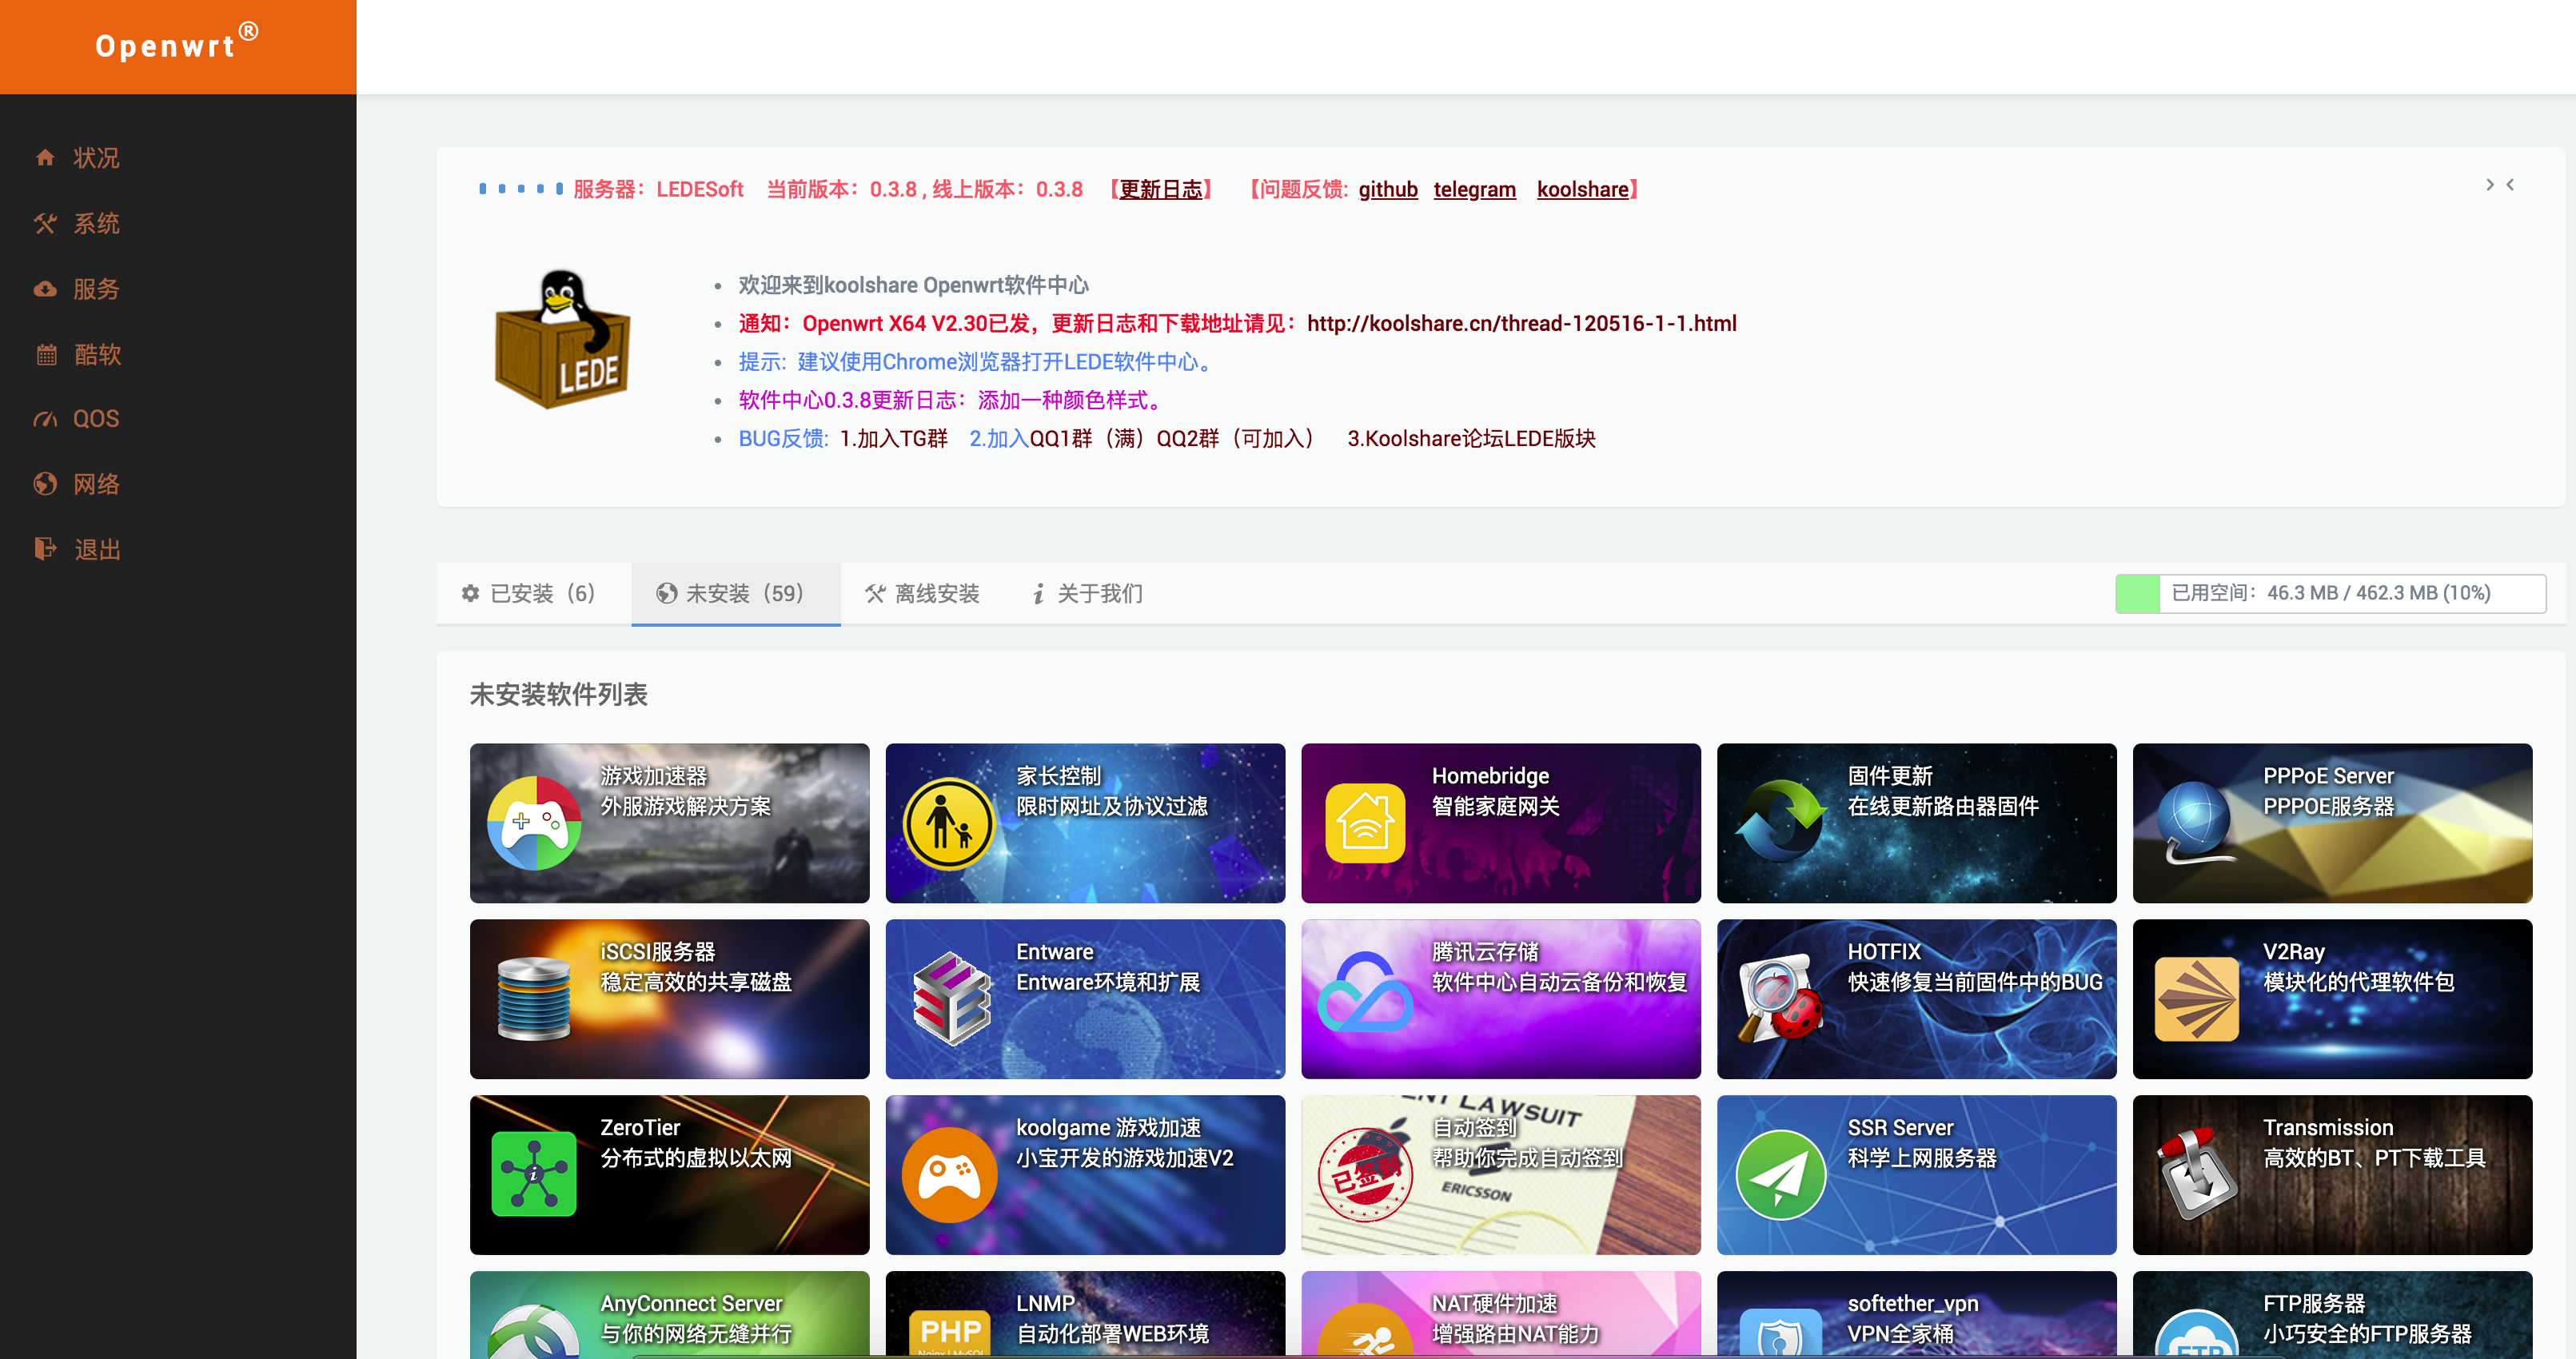 Openwrt®
状况
系统
服务
酷软
QOS
网络
退出
服务器：LEDESoft 当前版本：0.3.8 , 线上版本：0.3.8 【更新日志】 【问题反馈: github telegram koolshare】
LEDE
欢迎来到koolshare Openwrt软件中心
通知：Openwrt X64 V2.30已发，更新日志和下载地址请见：http://koolshare.cn/thread-120516-1-1.html
提示: 建议使用Chrome浏览器打开LEDE软件中心。
软件中心0.3.8更新日志：添加一种颜色样式。
BUG反馈: 1.加入TG群 2.加入QQ1群（满）QQ2群（可加入） 3.Koolshare论坛LEDE版块
已安装（6） 未安装（59） 离线安装 关于我们
已用空间：46.3 MB / 462.3 MB (10%)
未安装软件列表
游戏加速器
外服游戏解决方案
家长控制
限时网址及协议过滤
Homebridge
智能家庭网关
固件更新
在线更新路由器固件
PPPoE Server
PPPOE服务器
iSCSI服务器
稳定高效的共享磁盘
Entware
Entware环境和扩展
腾讯云存储
软件中心自动云备份和恢复
HOTFIX
快速修复当前固件中的BUG
V2Ray
模块化的代理软件包
ZeroTier
分布式的虚拟以太网
koolgame 游戏加速
小宝开发的游戏加速V2
LAWSUIT
自动签到
帮助你完成自动签到
已签到
ERICSSON
SSR Server
科学上网服务器
Transmission
高效的BT、PT下载工具
AnyConnect Server
与你的网络无缝并行
LNMP
自动化部署WEB环境
PHP
NAT硬件加速
增强路由NAT能力
softether_vpn
VPN全家桶
FTP服务器
小巧安全的FTP服务器
FTP